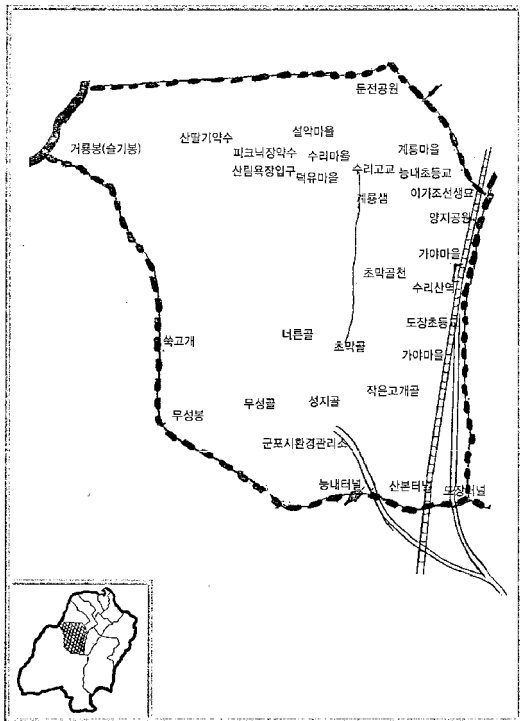 둔전공원
설악마을
산딸기약수
거룡봉(슬기봉)
계룡마을
파크닉장약수
수리마을
산림욕장입구
덕유마을
수리고교
능내초등교
계룡샘
이기조선생묘
양지공원
가야마을
초막골천
수리산역
도장초등교
너른골
쑥고개
초막골
가야마을
작은고개골
무성골
성지골
무성봉
군포시환경관리소
능내터널
산본터널
도장터널